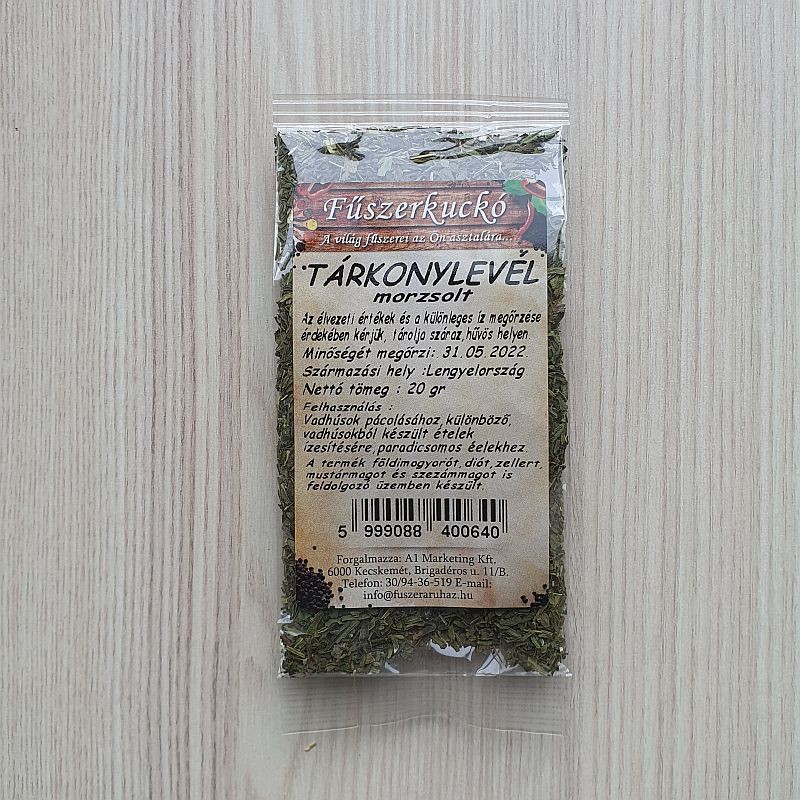 Fűszerkuckó
A világ fűszerei az Ön asztalára...
TÁRKONYLEVÉL
morzsolt
Az élvezeti értékek és a különleges íz megőrzése
érdekében kérjük, tárolja száraz,hűvös helyen.
Minőségét megőrzi: 31.05.2022.
Származási hely :Lengyelország
Nettó tömeg : 20 gr
Felhasználás :
Vadhúsok pácolásához,különböző,
vadhúsokból készült ételek
ízesítésére,paradicsomos éelekhez.
A termék földimogyorót,diót,zellert,
mustármagot és szezámmagot is
feldolgozó üzemben készült.
5 999088 400640
Forgalmazza: A1 Marketing Kft.
6000 Kecskemét, Brigadéros u. 11/B.
Telefon: 30/94-36-519 E-mail:
info@fuszeraruhaz.hu